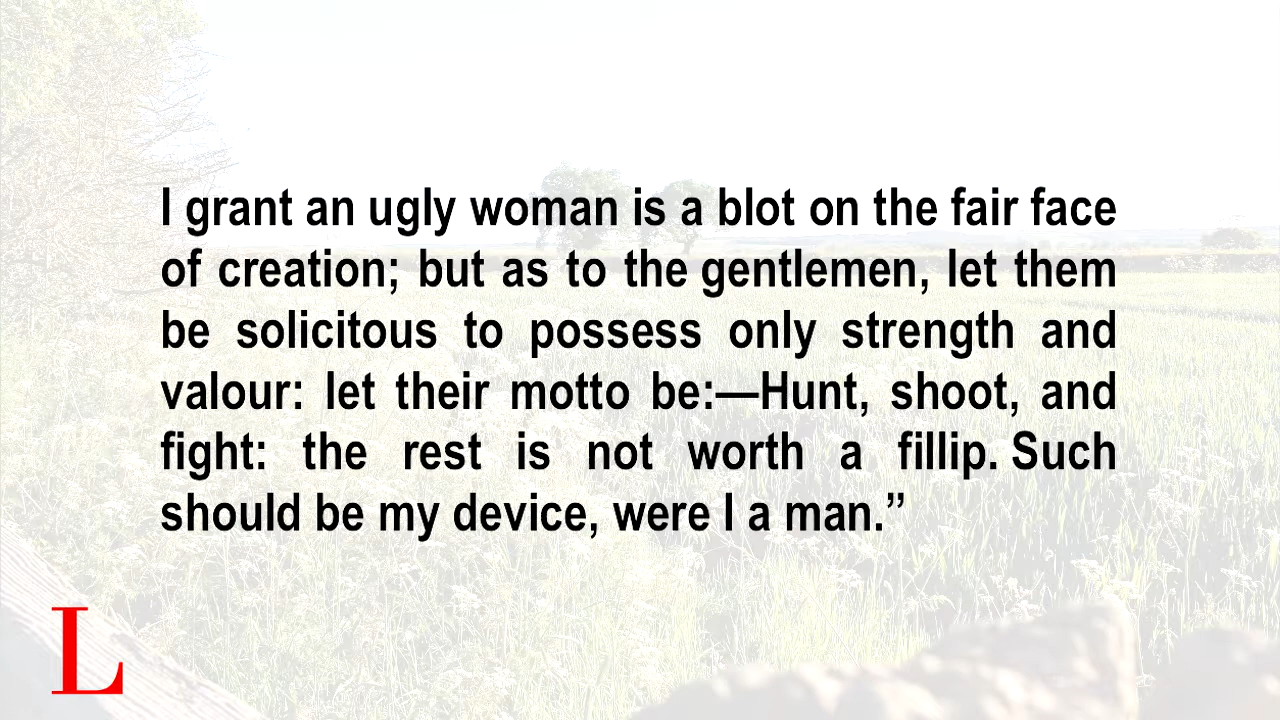 I grant an ugly woman is a blot on the fair face
of creation; but as to the gentlemen, let them
be solicitous to possess only strength and
valour: let their motto be:—Hunt, shoot, and
fight: the rest is not worth a fillip. Such
should be my device, were I a man.”
L